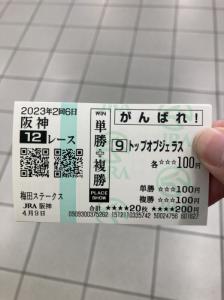 2023年2回6日
阪神
12レース
梅田ステークス
JRA 阪神
4月9日
WIN
単勝+複勝
PLACE SHOW
がんばれ!
9 トップオブジェラス
各☆☆☆100円
単勝 ☆☆☆100円
複勝 ☆☆☆100円
合計 ★★★★20枚 ★★★★200円